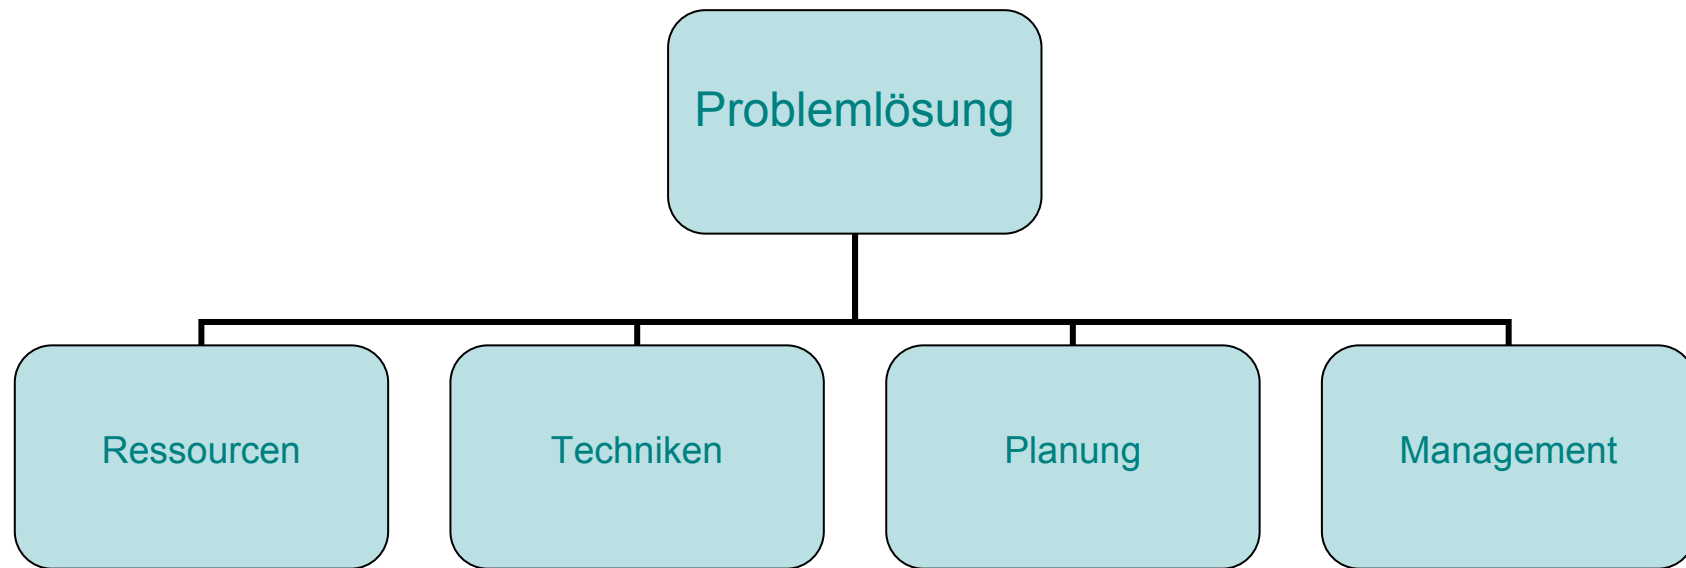 Problemlösung
Ressourcen
Techniken
Planung
Management